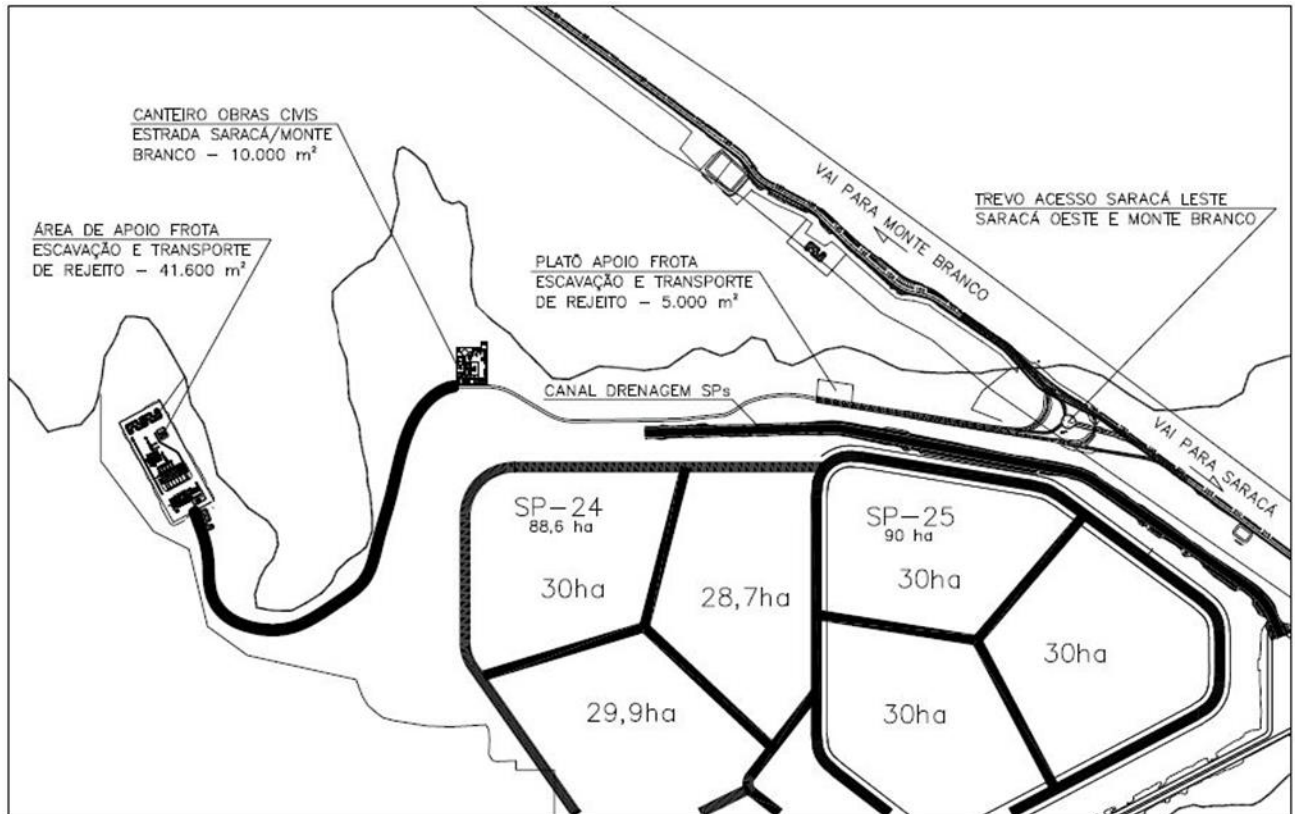 CANTEIRO OBRAS CIVIS
ESTRADA SARACÁ/MONTE
BRANCO – 10.000 m²
ÁREA DE APOIO FROTA
ESCAVAÇÃO E TRANSPORTE
DE REJEITO – 41.600 m²
PLATÔ APOIO FROTA
ESCAVAÇÃO E TRANSPORTE
DE REJEITO – 5.000 m²
VAI PARA MONTE BRANCO
TREVO ACESSO SARACÁ LESTE
SARACÁ OESTE E MONTE BRANCO
CANAL DRENAGEM SPs
VAI PARA SARACÁ
SP-24
88,6 ha
30ha
28,7ha
29,9ha
SP-25
90 ha
30ha
30ha
30ha